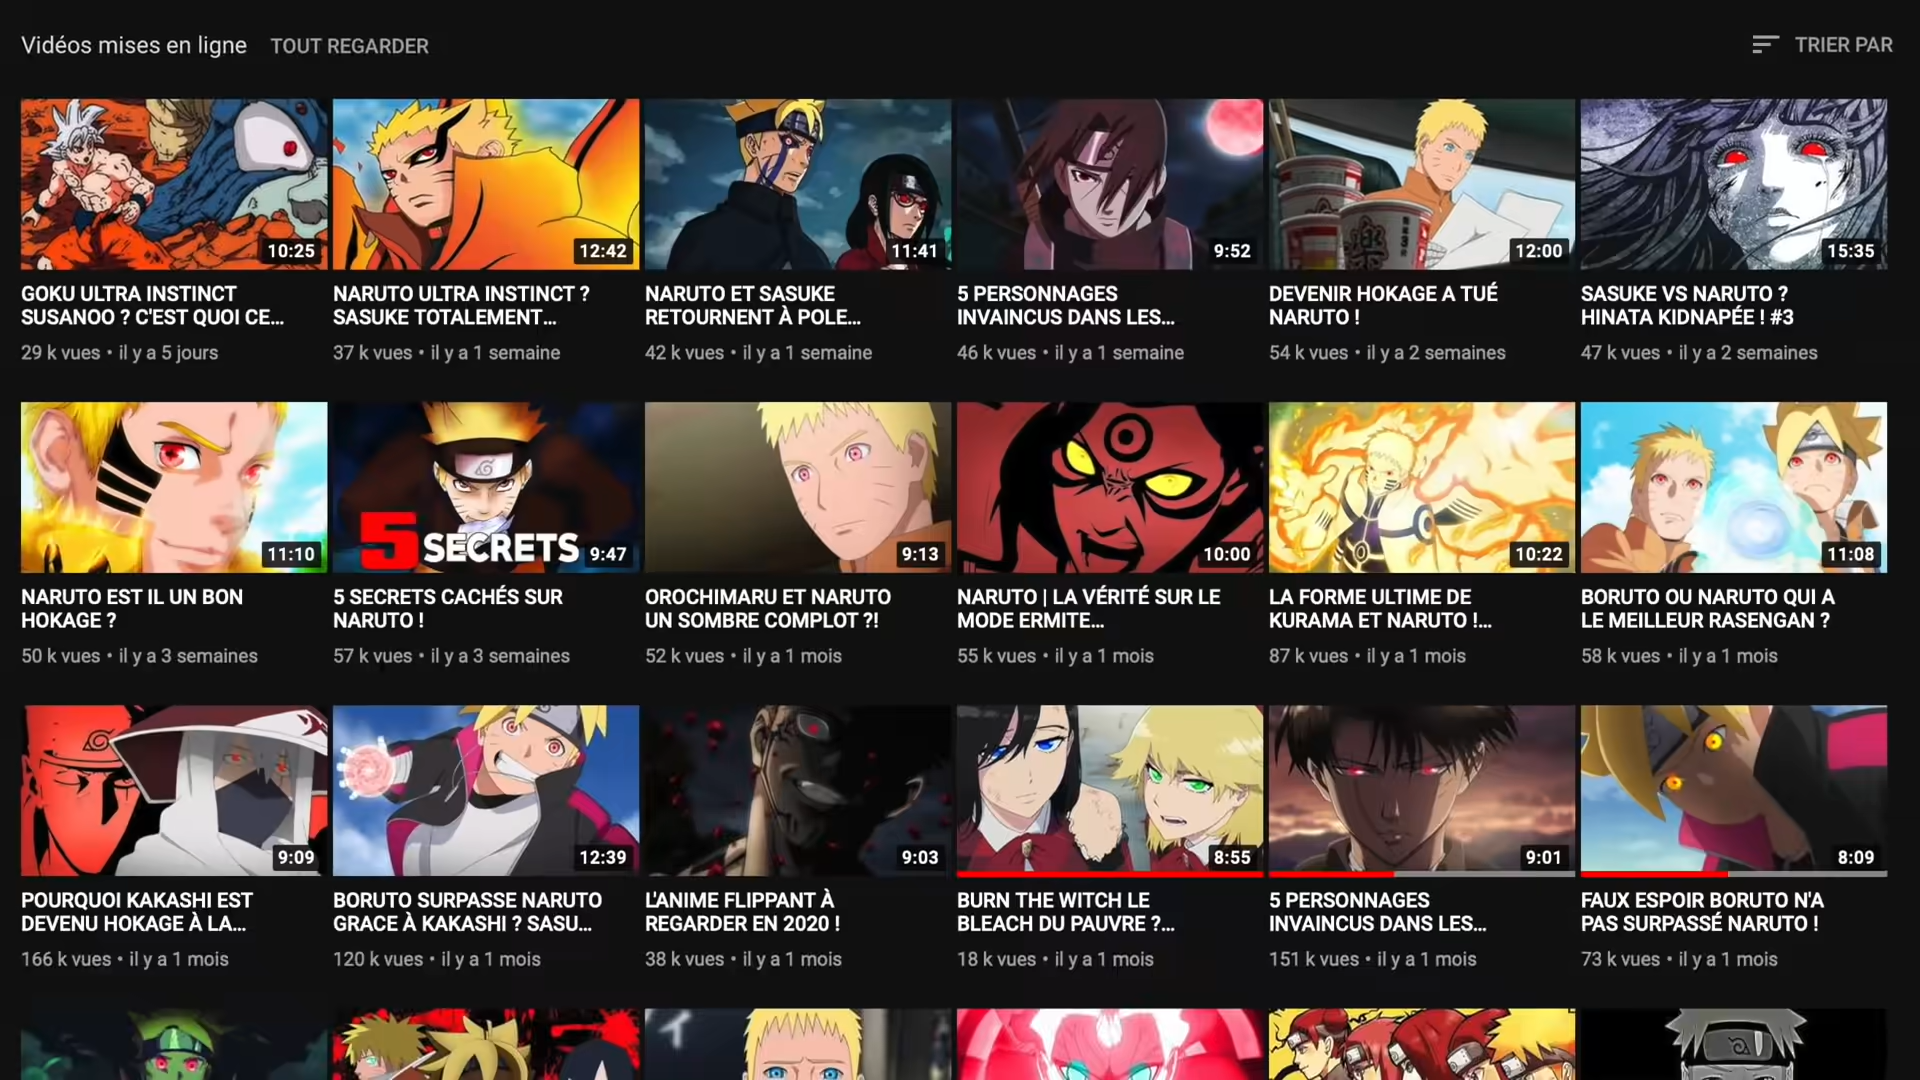 Vidéos mises en ligne TOUT REGARDER TRIER PAR
10:25
12:42
11:41
9:52
12:00
15:35
GOKU ULTRA INSTINCT
SUSANOO ? C'EST QUOI CE...
29 k vues • il y a 5 jours
NARUTO ULTRA INSTINCT ?
SASUKE TOTALEMENT...
37 k vues • il y a 1 semaine
NARUTO ET SASUKE
RETOURNENT À POLE...
42 k vues • il y a 1 semaine
5 PERSONNAGES
INVAINCUS DANS LES...
46 k vues • il y a 1 semaine
DEVENIR HOKAGE A TUÉ
NARUTO !
54 k vues • il y a 2 semaines
SASUKE VS NARUTO ?
HINATA KIDNAPÉE ! #3
47 k vues • il y a 2 semaines
11:10
5 SECRETS
9:47
9:13
10:00
10:22
11:08
NARUTO EST IL UN BON
HOKAGE ?
50 k vues • il y a 3 semaines
5 SECRETS CACHÉS SUR
NARUTO !
57 k vues • il y a 3 semaines
OROCHIMARU ET NARUTO
UN SOMBRE COMPLOT ?!
52 k vues • il y a 1 mois
NARUTO | LA VÉRITÉ SUR LE
MODE ERMITE...
55 k vues • il y a 1 mois
LA FORME ULTIME DE
KURAMA ET NARUTO !...
87 k vues • il y a 1 mois
BORUTO OU NARUTO QUI A
LE MEILLEUR RASENGAN ?
58 k vues • il y a 1 mois
9:09
12:39
9:03
8:55
9:01
8:09
POURQUOI KAKASHI EST
DEVENU HOKAGE À LA...
166 k vues • il y a 1 mois
BORUTO SURPASSE NARUTO
GRACE À KAKASHI ? SASU...
120 k vues • il y a 1 mois
L'ANIME FLIPPANT À
REGARDER EN 2020 !
38 k vues • il y a 1 mois
BURN THE WITCH LE
BLEACH DU PAUVRE ?...
18 k vues • il y a 1 mois
5 PERSONNAGES
INVAINCUS DANS LES...
151 k vues • il y a 1 mois
FAUX ESPOIR BORUTO N'A
PAS SURPASSÉ NARUTO !
73 k vues • il y a 1 mois